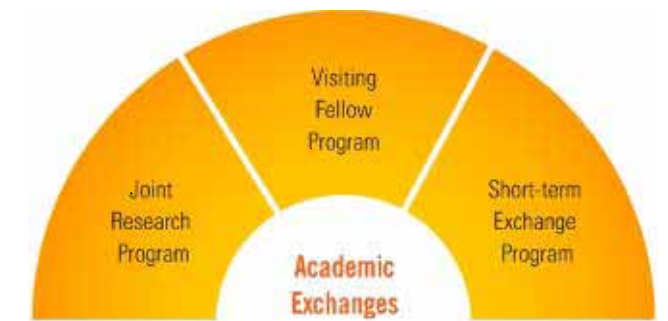 Visiting
Fellow
Program
Joint
Research
Program
Short-term
Exchange
Program
Academic
Exchanges